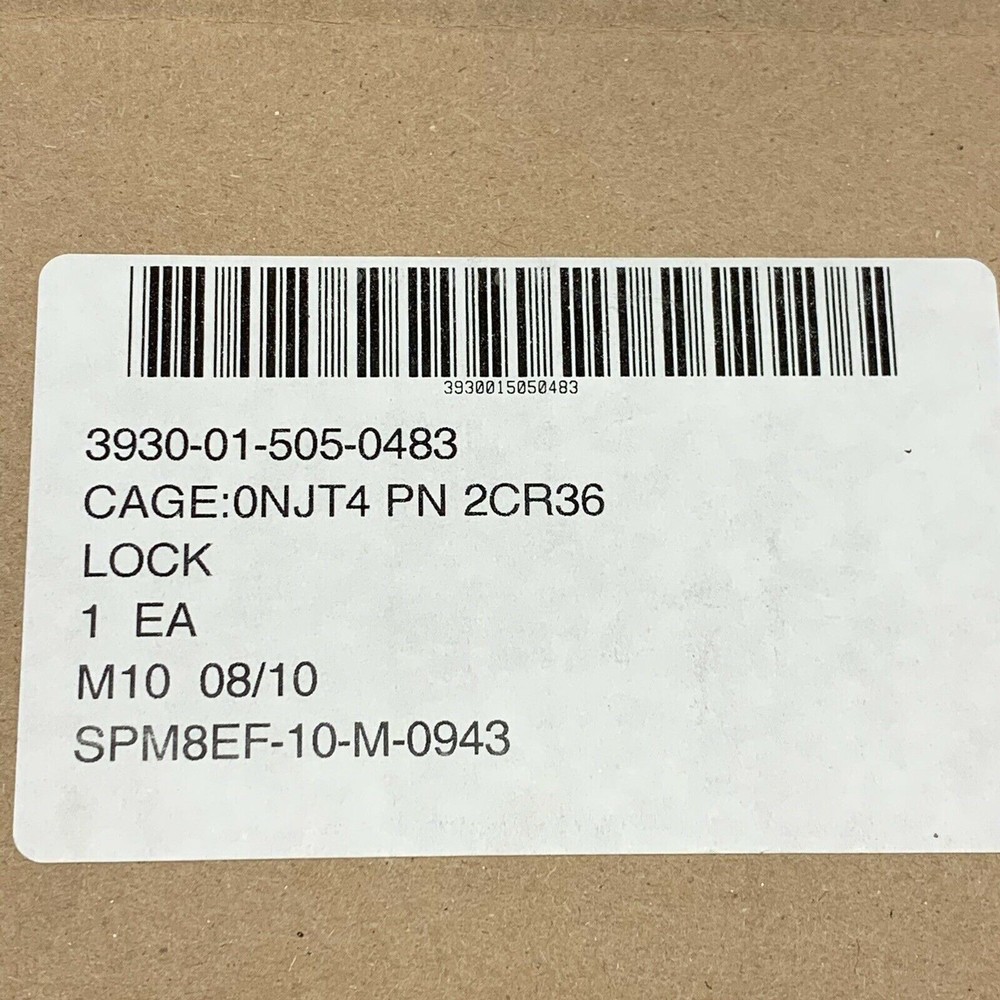 3930015050483
3930-01-505-0483
CAGE:0NJT4 PN 2CR36
LOCK
1 EA
M10 08/10
SPM8EF-10-M-0943